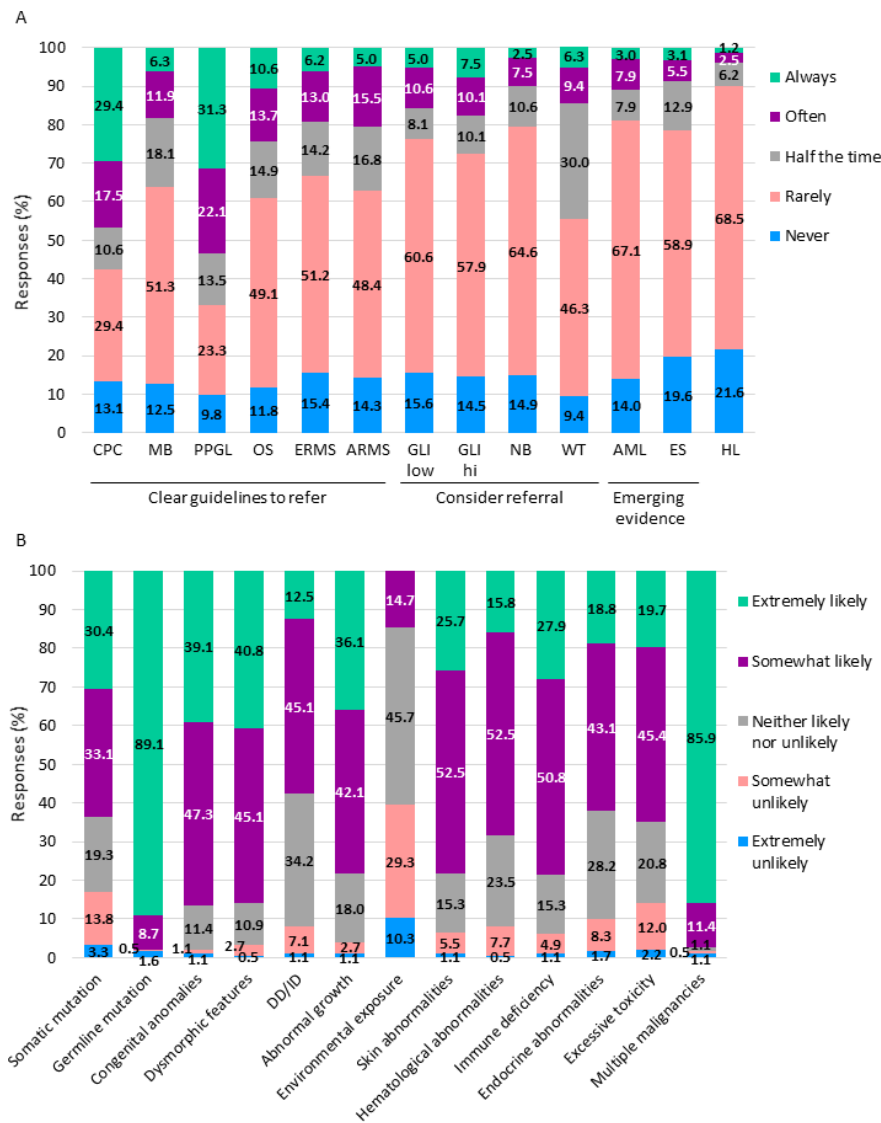 A
100
90
80
70
60
50
40
30
20
10
0
Responses (%)
29.4 6.3 31.3 10.6 6.2 5.0 5.0 7.5 2.5 6.3 3.0 3.1 1.2
17.5 11.9 22.1 13.7 13.0 15.5 10.6 10.1 7.5 9.4 7.9 5.5 2.5
10.6 18.1 13.5 14.9 14.2 16.8 8.1 10.1 10.6 30.0 7.9 12.9 6.2
29.4 51.3 23.3 49.1 51.2 48.4 60.6 57.9 64.6 46.3 67.1 58.9 68.5
13.1 12.5 9.8 11.8 15.4 14.3 15.6 14.5 14.9 9.4 14.0 19.6 21.6
Always
Often
Half the time
Rarely
Never
CPC MB PPGL OS ERMS ARMS GLI GLI NB WT AML ES HL
low hi
Clear guidelines to refer Consider referral Emerging
evidence
B
100
90
80
70
60
50
40
30
20
10
0
Responses (%)
30.4 89.1 39.1 40.8 12.5 36.1 25.7 15.8 27.9 18.8 19.7 85.9
33.1 8.7 47.3 45.1 45.1 42.1 14.7 52.5 52.5 50.8 43.1 45.4 11.4
19.3 0.5 11.4 10.9 34.2 18.0 45.7 15.3 23.5 15.3 28.2 20.8 1.1
13.8 1.1 2.7 7.1 2.7 29.3 5.5 7.7 4.9 8.3 12.0 0.5
3.3 1.6 1.1 0.5 1.1 1.1 10.3 1.1 0.5 1.1 1.7 2.2 1.1
Extremely likely
Somewhat likely
Neither likely
nor unlikely
Somewhat
unlikely
Extremely
unlikely
Somatic mutation
Germline mutation
Congenital anomalies
Dysmorphic features
DD/ID
Abnormal growth
Environmental exposure
Skin abnormalities
Hematological abnormalities
Immune deficiency
Endocrine abnormalities
Excessive toxicity
Multiple malignancies